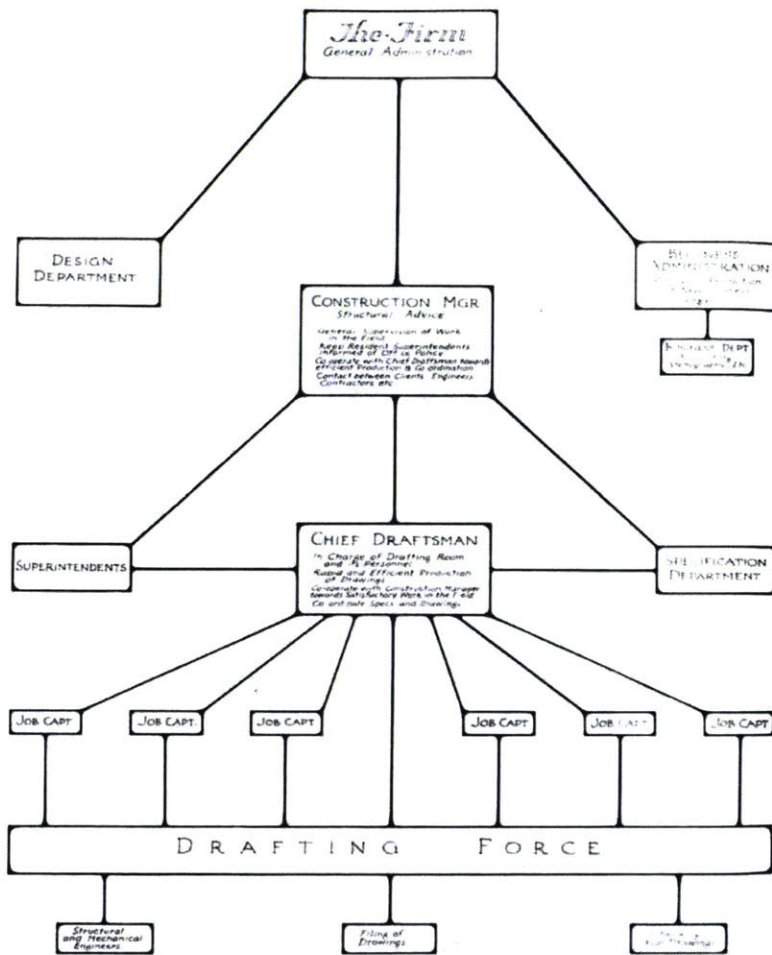 The Firm
General Administration
DESIGN
DEPARTMENT
BUSINESS
ADMINISTRATION
CONSTRUCTION MGR
Structural Advice
General Supervision of Work
in the Field
Keeps Resident Superintendents
Informed of Office Policy
Co-operate with Chief Draftsman towards
efficient Production & Co-ordination
Contact between Clients Engineers
Contractors etc
BUSINESS DEPT
SUPERINTENDENTS
CHIEF DRAFTSMAN
In Charge of Drafting Room
and its Personnel
Rapid and Efficient Production
of Drawings
Co-operate with Construction Manager
towards Satisfactory Work in the Field
Co-ordinate Specs and Drawings
SPECIFICATION
DEPARTMENT
JOB CAPT
JOB CAPT.
JOB CAPT
JOB CAPT
JOB CAPT
JOB CAPT
DRAFTING FORCE
Structural
and Mechanical
Engineers
Filing of
Drawings